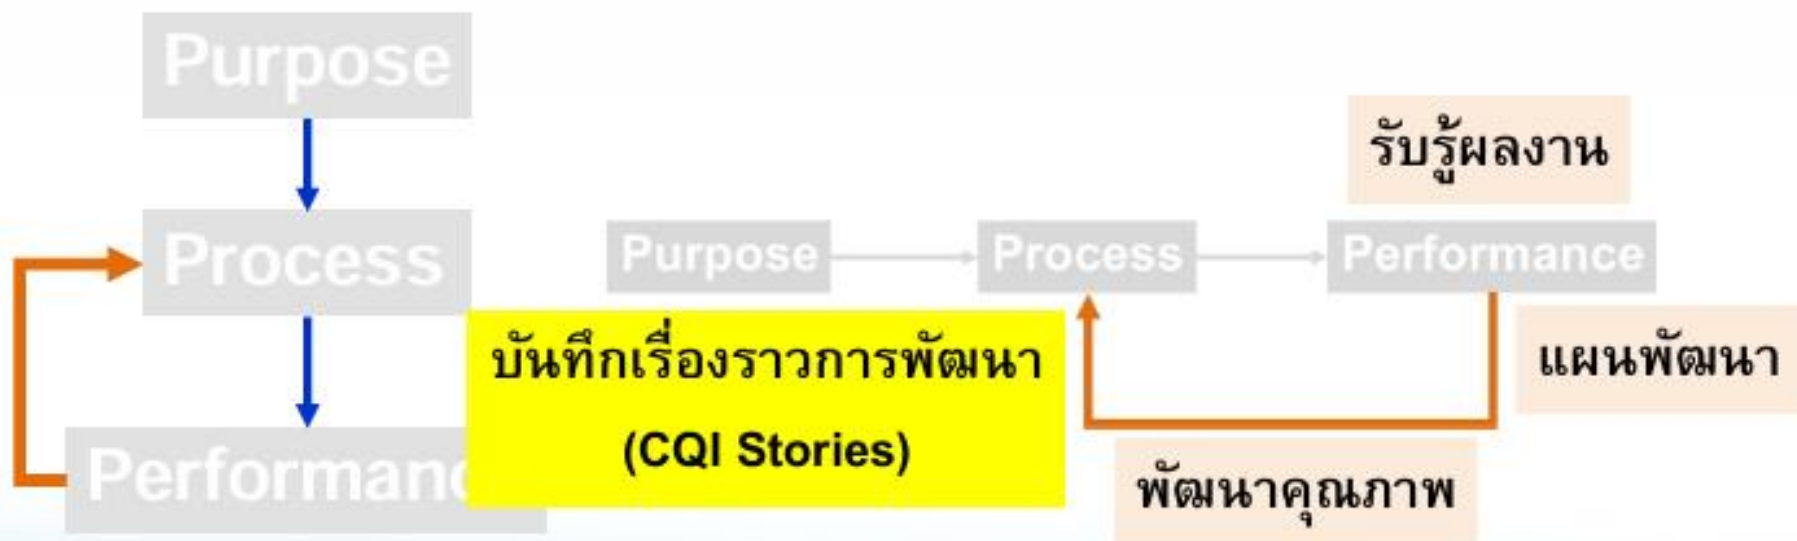 Purpose
Process
Performanc
รับรู้ผลงาน
Purpose
Process
Performance
บันทึกเรื่องราวการพัฒนา
(CQI Stories)
แผนพัฒนา
พัฒนาคุณภาพ